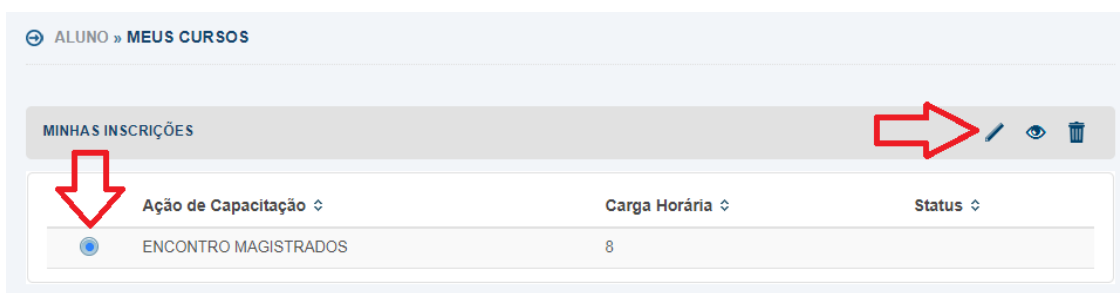 ALUNO » MEUS CURSOS
MINHAS INSCRIÇÕES
Ação de Capacitação Carga Horária Status
ENCONTRO MAGISTRADOS 8